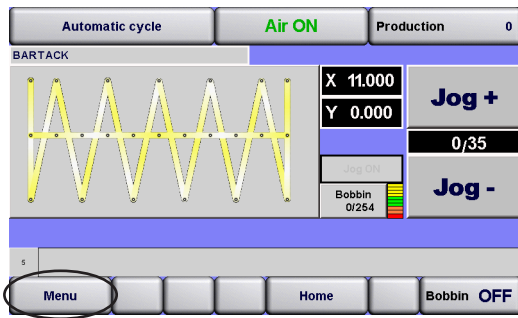 Automatic cycle
Air ON
Production 0
BARTACK
X 11.000
Y 0.000
Jog +
0/35
Jog ON
Bobbin
0/254
Jog -
5
Menu
Home
Bobbin OFF